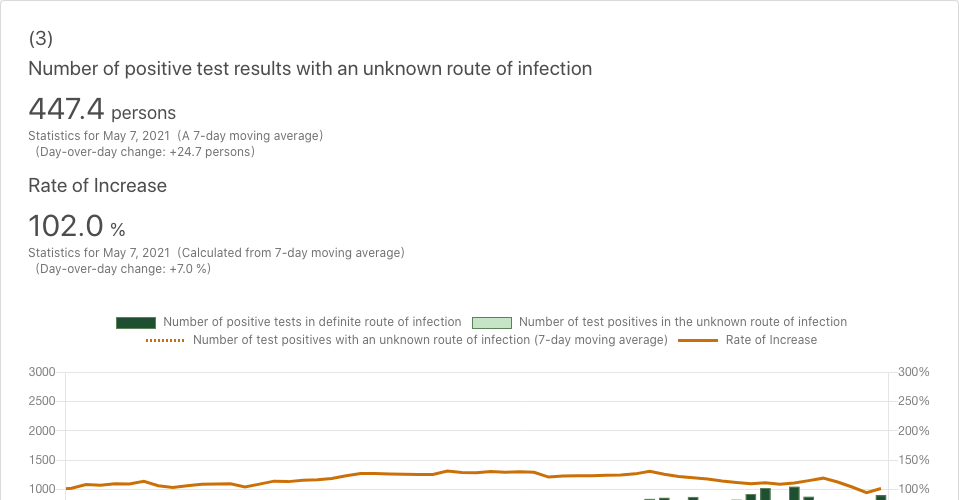 (3)
Number of positive test results with an unknown route of infection
447.4 persons
Statistics for May 7, 2021 (A 7-day moving average)
(Day-over-day change: +24.7 persons)
Rate of Increase
102.0 %
Statistics for May 7, 2021 (Calculated from 7-day moving average)
(Day-over-day change: +7.0 %)
Number of positive tests in definite route of infection Number of test positives in the unknown route of infection
Number of test positives with an unknown route of infection (7-day moving average) Rate of Increase
3000 300%
2500 250%
2000 200%
1500 150%
1000 100%